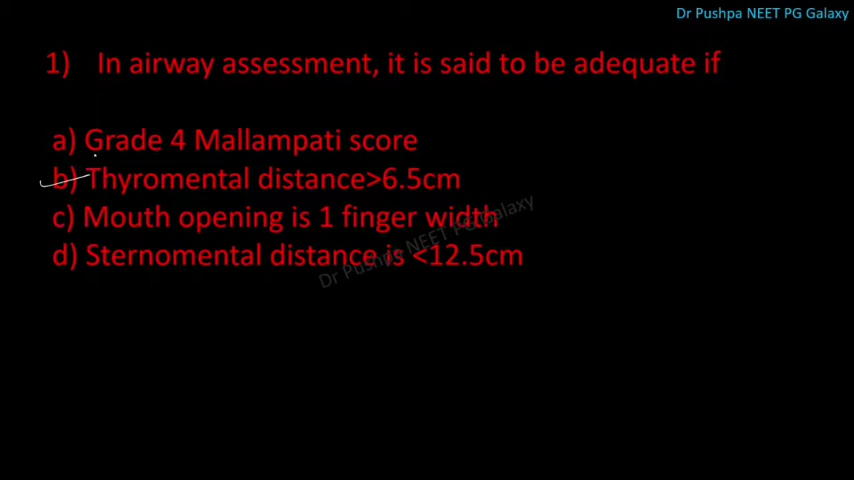 Dr Pushpa NEET PG Galaxy
1) In airway assessment, it is said to be adequate if
a) Grade 4 Mallampati score
b) Thyromental distance>6.5cm
c) Mouth opening is 1 finger width
d) Sternomental distance is <12.5cm
Dr Pushpa NEET PG Galaxy